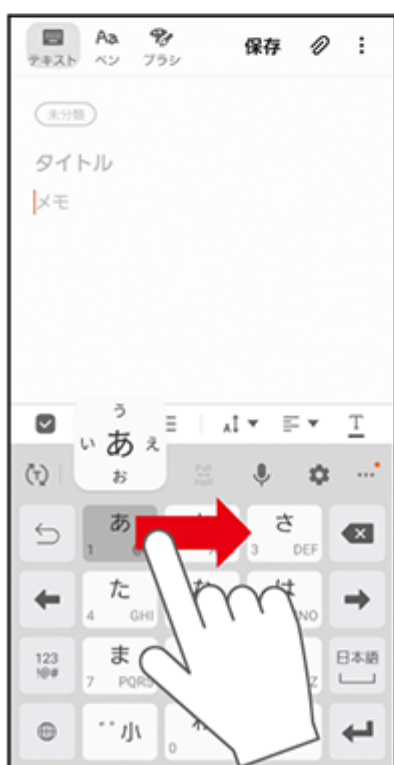 テキスト Aa ペン ブラシ 保存
未分類
タイトル
メモ
う
い あ え
お
A T
T
あ 1 @ さ 3 DEF
た 4 GHI な は NO
123 !@# ま 7 PQRS Z 日本語
小 わ 0